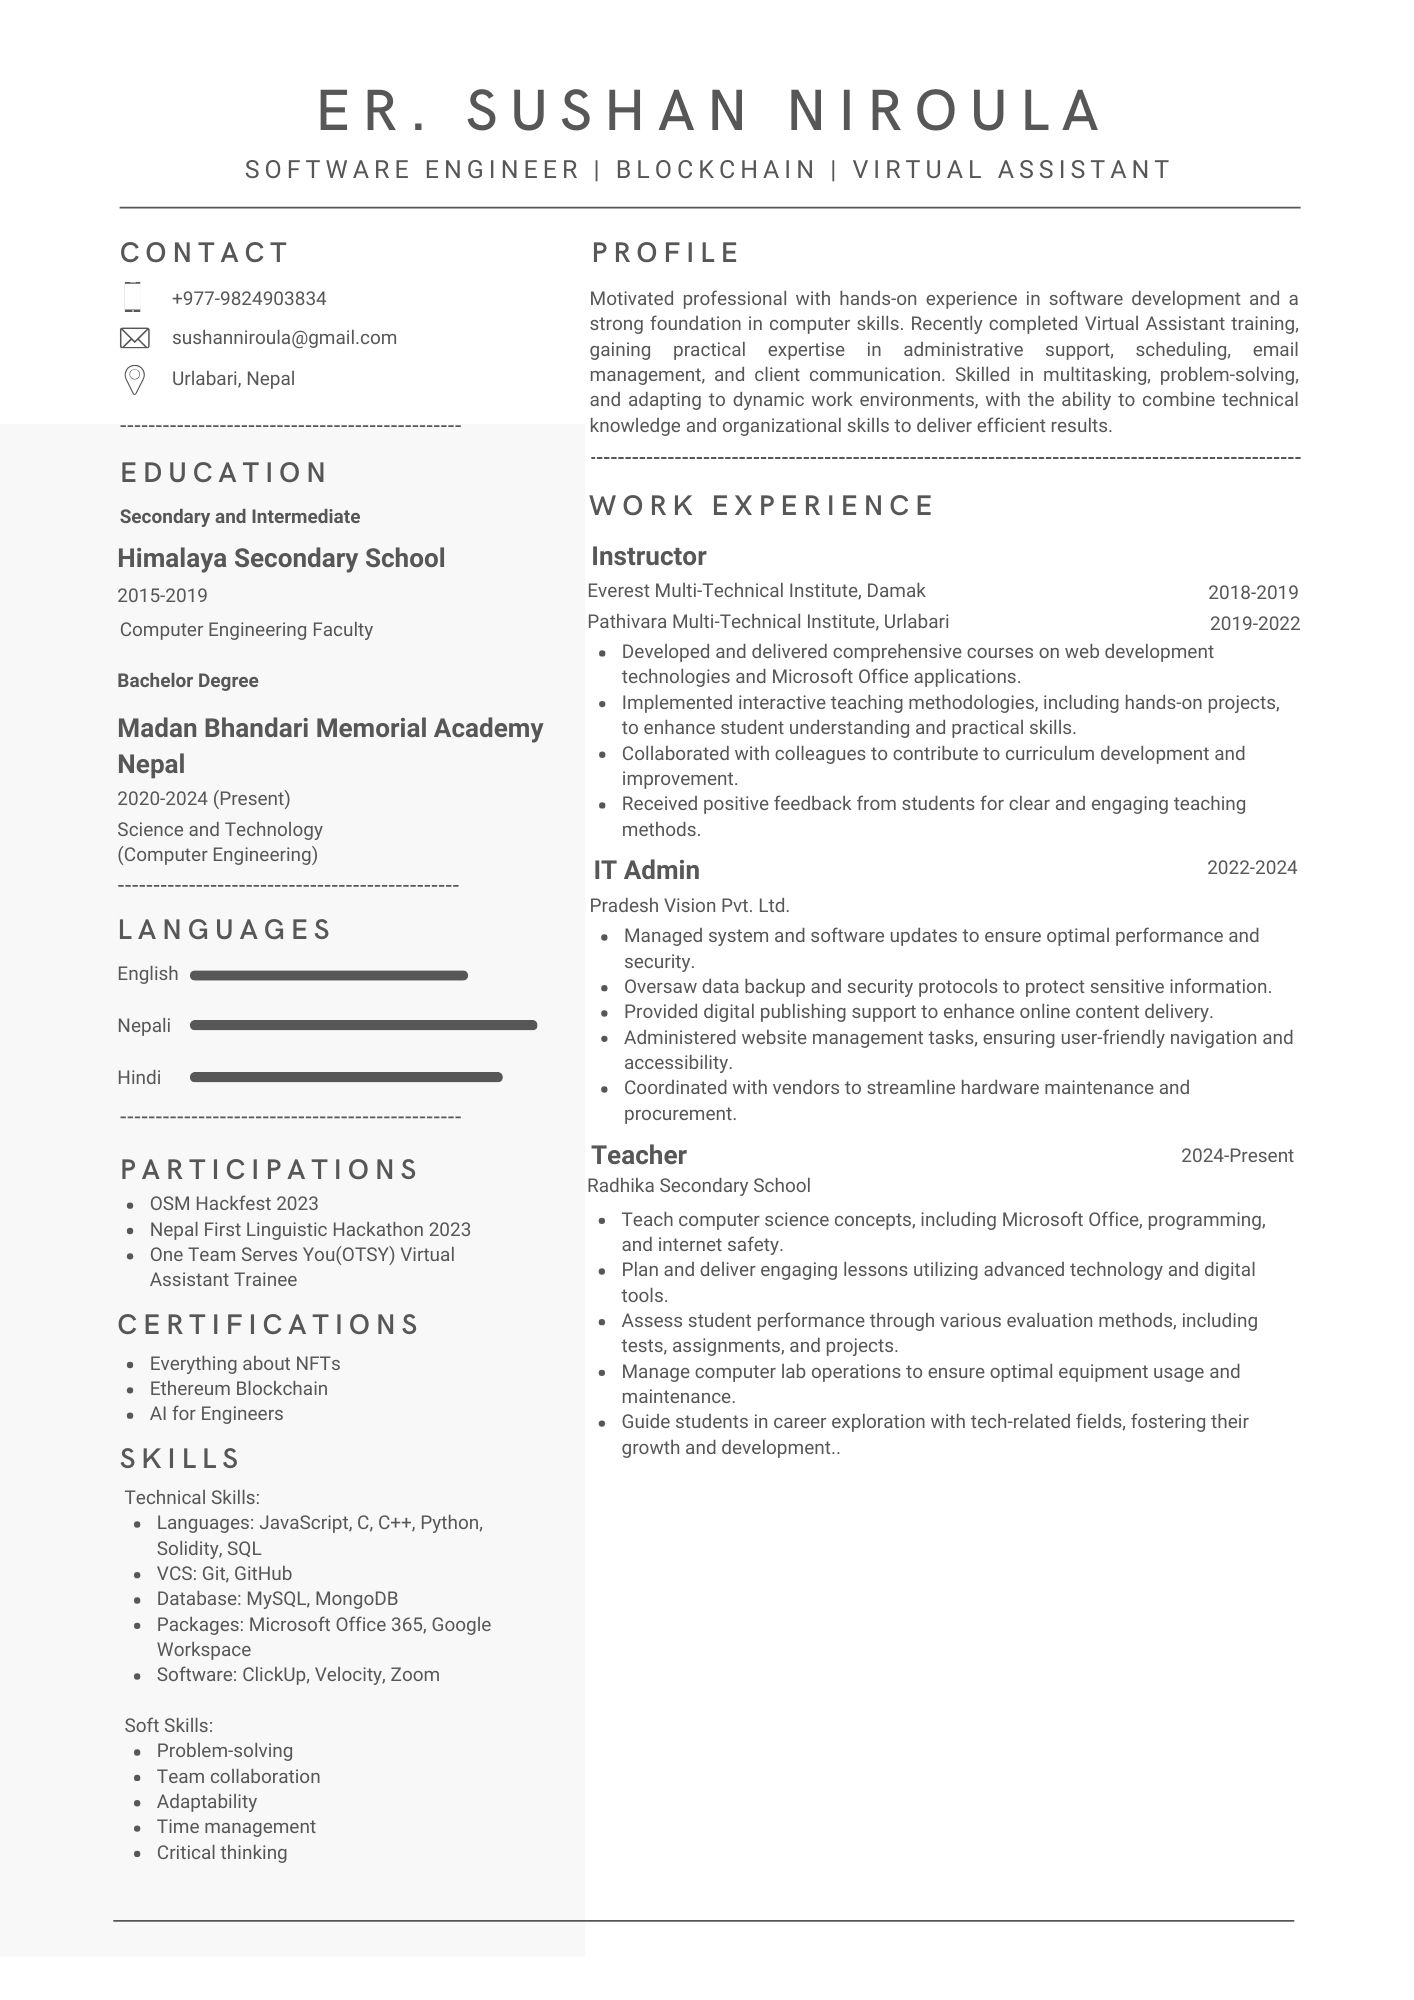 ER. SUSHAN NIROULA
SOFTWARE ENGINEER | BLOCKCHAIN | VIRTUAL ASSISTANT
CONTACT
+977-9824903834
sushanniroula@gmail.com
Urlabari, Nepal
------------------------------------------------
EDUCATION
Secondary and Intermediate
Himalaya Secondary School
2015-2019
Computer Engineering Faculty
Bachelor Degree
Madan Bhandari Memorial Academy
Nepal
2020-2024 (Present)
Science and Technology
(Computer Engineering)
------------------------------------------------
LANGUAGES
English
Nepali
Hindi
------------------------------------------------
PARTICIPATIONS
• OSM Hackfest 2023
• Nepal First Linguistic Hackathon 2023
• One Team Serves You(OTSY) Virtual
Assistant Trainee
CERTIFICATIONS
• Everything about NFTs
• Ethereum Blockchain
• AI for Engineers
SKILLS
Technical Skills:
• Languages: JavaScript, C, C++, Python,
Solidity, SQL
• VCS: Git, GitHub
• Database: MySQL, MongoDB
• Packages: Microsoft Office 365, Google
Workspace
• Software: ClickUp, Velocity, Zoom
Soft Skills:
• Problem-solving
• Team collaboration
• Adaptability
• Time management
• Critical thinking
PROFILE
Motivated professional with hands-on experience in software development and a
strong foundation in computer skills. Recently completed Virtual Assistant training,
gaining practical expertise in administrative support, scheduling, email
management, and client communication. Skilled in multitasking, problem-solving,
and adapting to dynamic work environments, with the ability to combine technical
knowledge and organizational skills to deliver efficient results.
----------------------------------------------------------------------------------------------------
WORK EXPERIENCE
Instructor
Everest Multi-Technical Institute, Damak 2018-2019
Pathivara Multi-Technical Institute, Urlabari 2019-2022
• Developed and delivered comprehensive courses on web development
technologies and Microsoft Office applications.
• Implemented interactive teaching methodologies, including hands-on projects,
to enhance student understanding and practical skills.
• Collaborated with colleagues to contribute to curriculum development and
improvement.
• Received positive feedback from students for clear and engaging teaching
methods.
IT Admin 2022-2024
Pradesh Vision Pvt. Ltd.
• Managed system and software updates to ensure optimal performance and
security.
• Oversaw data backup and security protocols to protect sensitive information.
• Provided digital publishing support to enhance online content delivery.
• Administered website management tasks, ensuring user-friendly navigation and
accessibility.
• Coordinated with vendors to streamline hardware maintenance and
procurement.
Teacher 2024-Present
Radhika Secondary School
• Teach computer science concepts, including Microsoft Office, programming,
and internet safety.
• Plan and deliver engaging lessons utilizing advanced technology and digital
tools.
• Assess student performance through various evaluation methods, including
tests, assignments, and projects.
• Manage computer lab operations to ensure optimal equipment usage and
maintenance.
• Guide students in career exploration with tech-related fields, fostering their
growth and development..